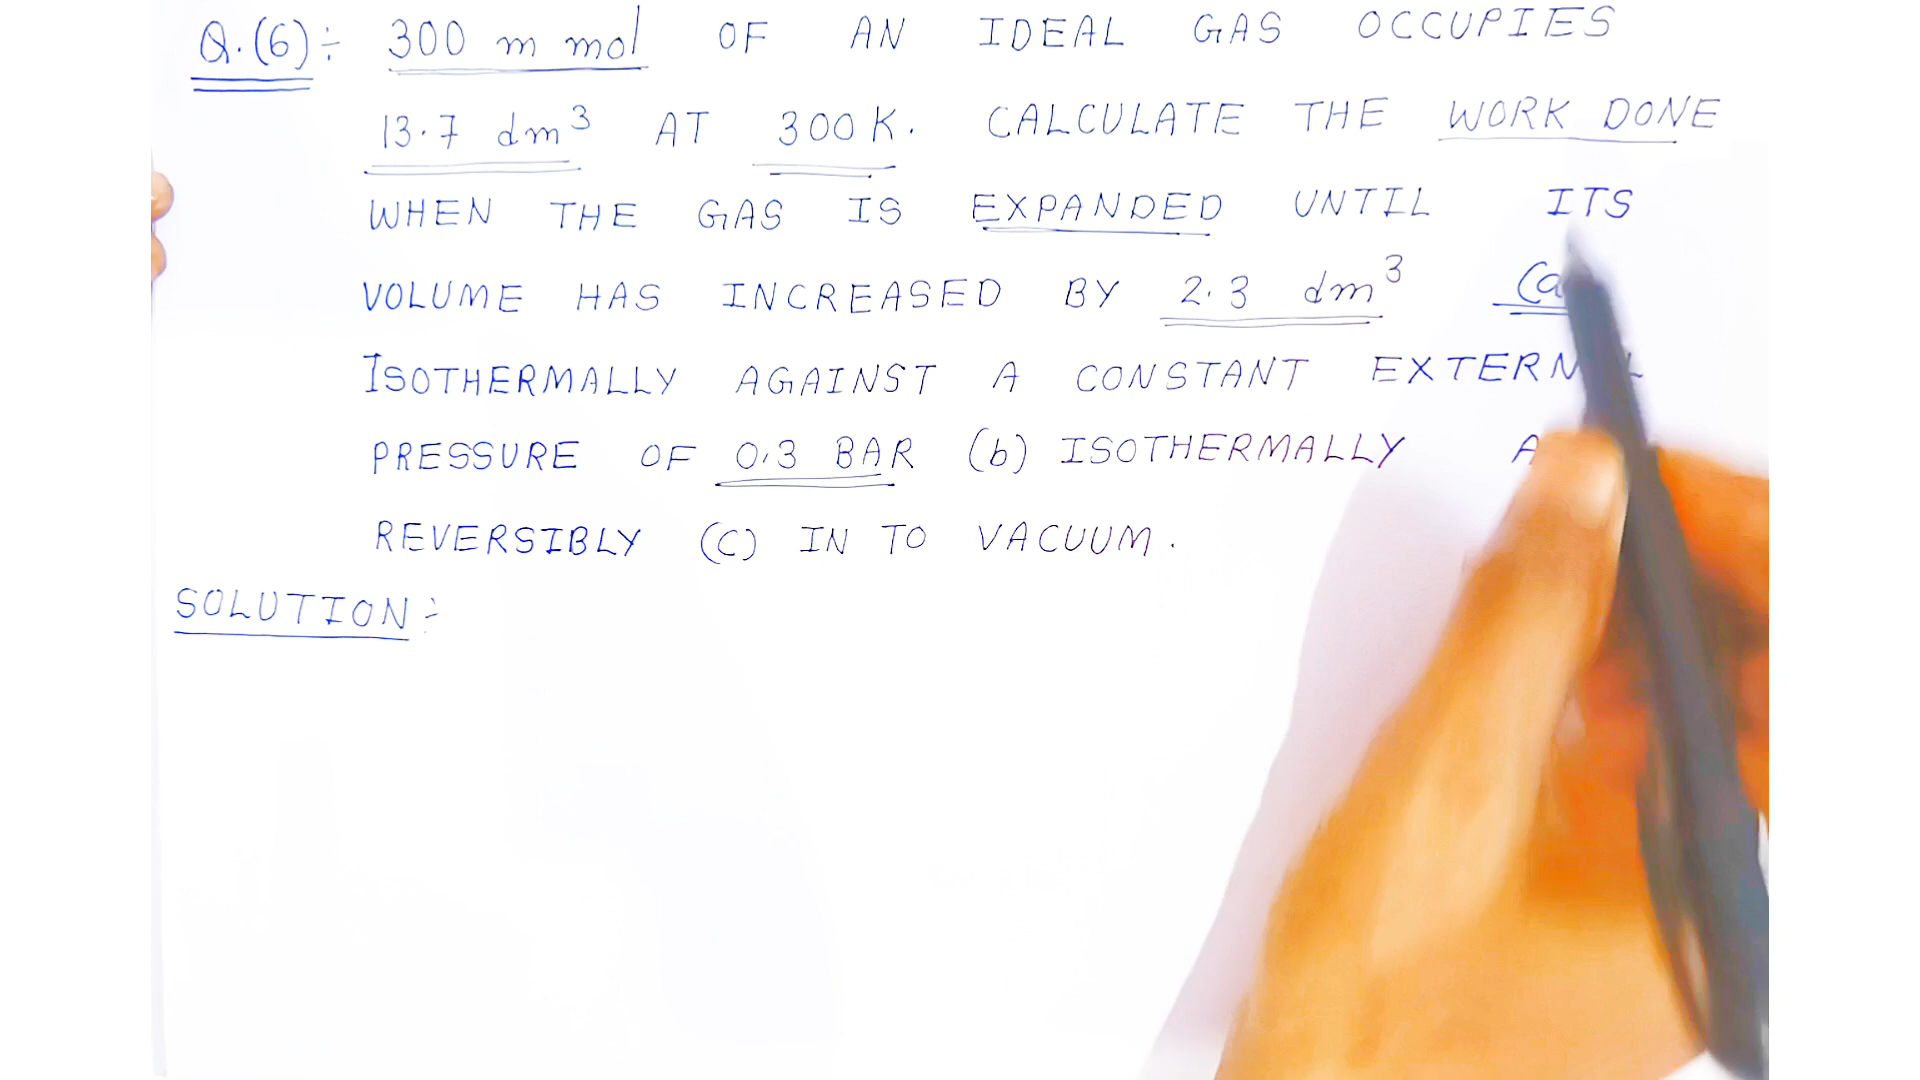 Q.(6):- 300 m mol OF AN IDEAL GAS OCCUPIES
13.7 dm³ AT 300K. CALCULATE THE WORK DONE
WHEN THE GAS IS EXPANDED UNTIL ITS
VOLUME HAS INCREASED BY 2.3 dm³ (a
ISOTHERMALLY AGAINST A CONSTANT EXTERNAL
PRESSURE OF 0.3 BAR (b) ISOTHERMALLY
REVERSIBLY (C) IN TO VACUUM.
SOLUTION:-